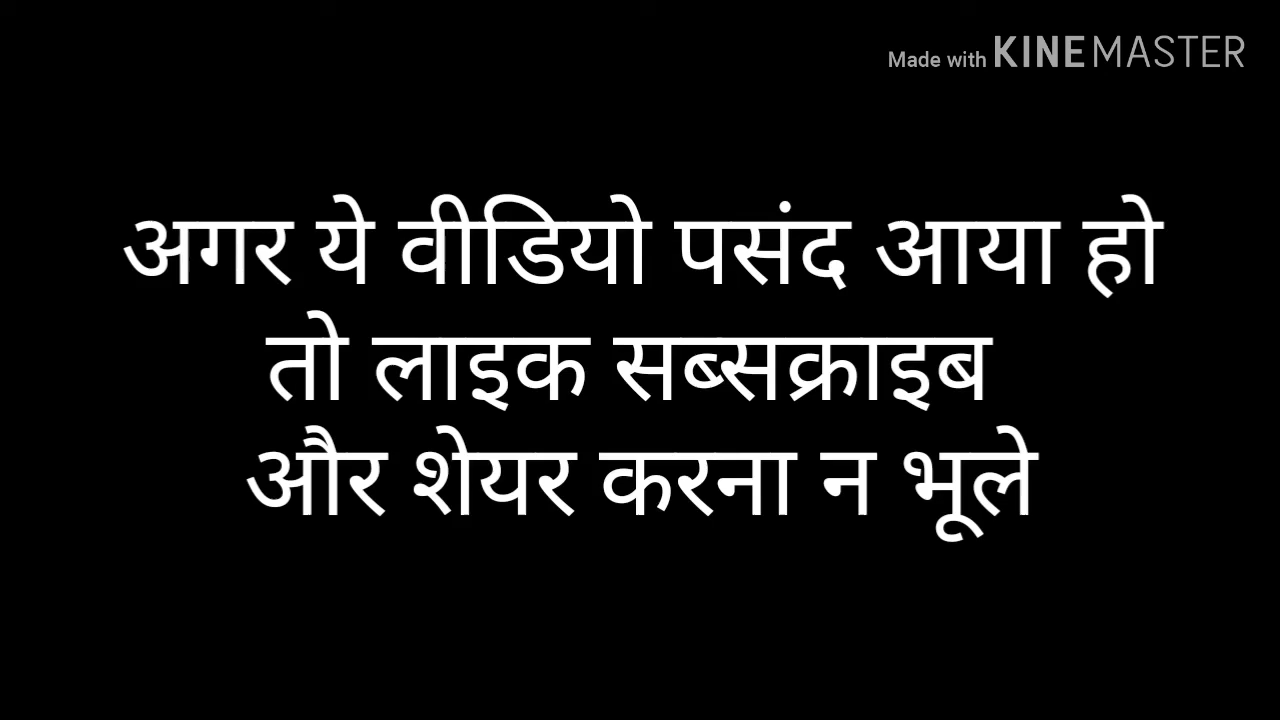 Made with KINEMASTER
अगर ये वीडियो पसंद आया हो
तो लाइक सब्सक्राइब
और शेयर करना न भूले